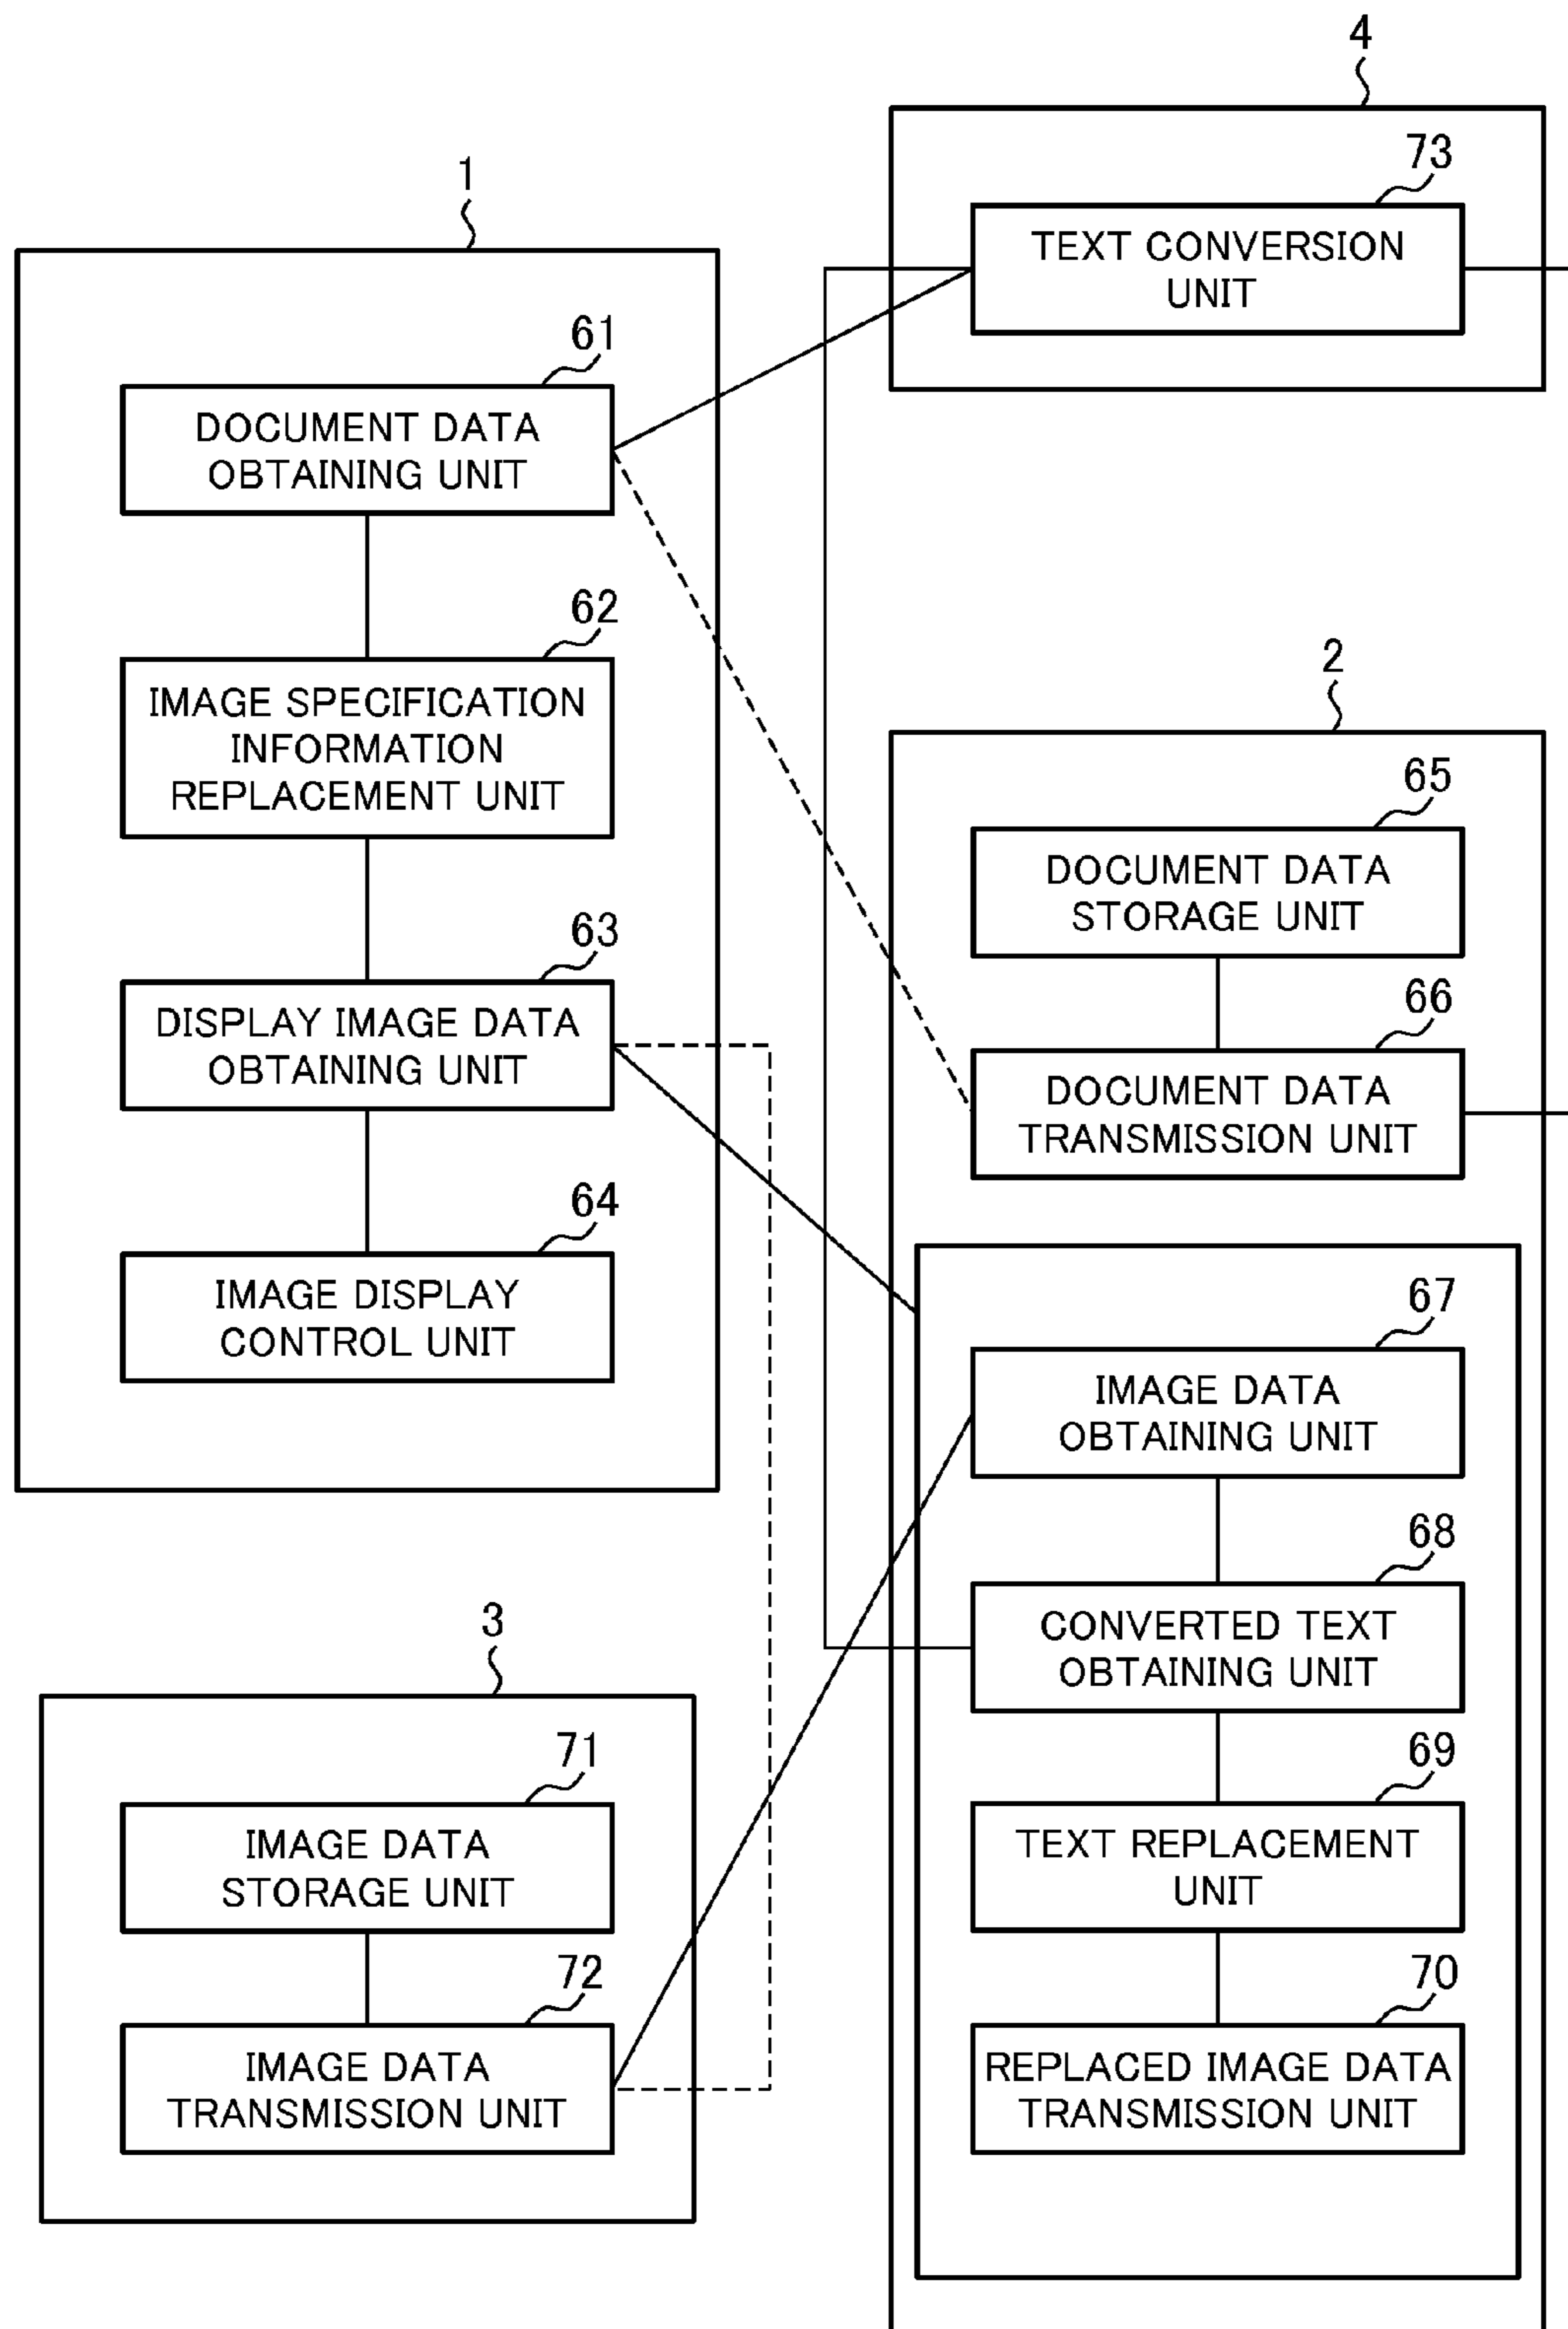 4
73
TEXT CONVERSION
UNIT
1
61
DOCUMENT DATA
OBTAINING UNIT
62
IMAGE SPECIFICATION
INFORMATION
REPLACEMENT UNIT
63
DISPLAY IMAGE DATA
OBTAINING UNIT
64
IMAGE DISPLAY
CONTROL UNIT
2
65
DOCUMENT DATA
STORAGE UNIT
66
DOCUMENT DATA
TRANSMISSION UNIT
67
IMAGE DATA
OBTAINING UNIT
68
CONVERTED TEXT
OBTAINING UNIT
69
TEXT REPLACEMENT
UNIT
70
REPLACED IMAGE DATA
TRANSMISSION UNIT
3
71
IMAGE DATA
STORAGE UNIT
72
IMAGE DATA
TRANSMISSION UNIT